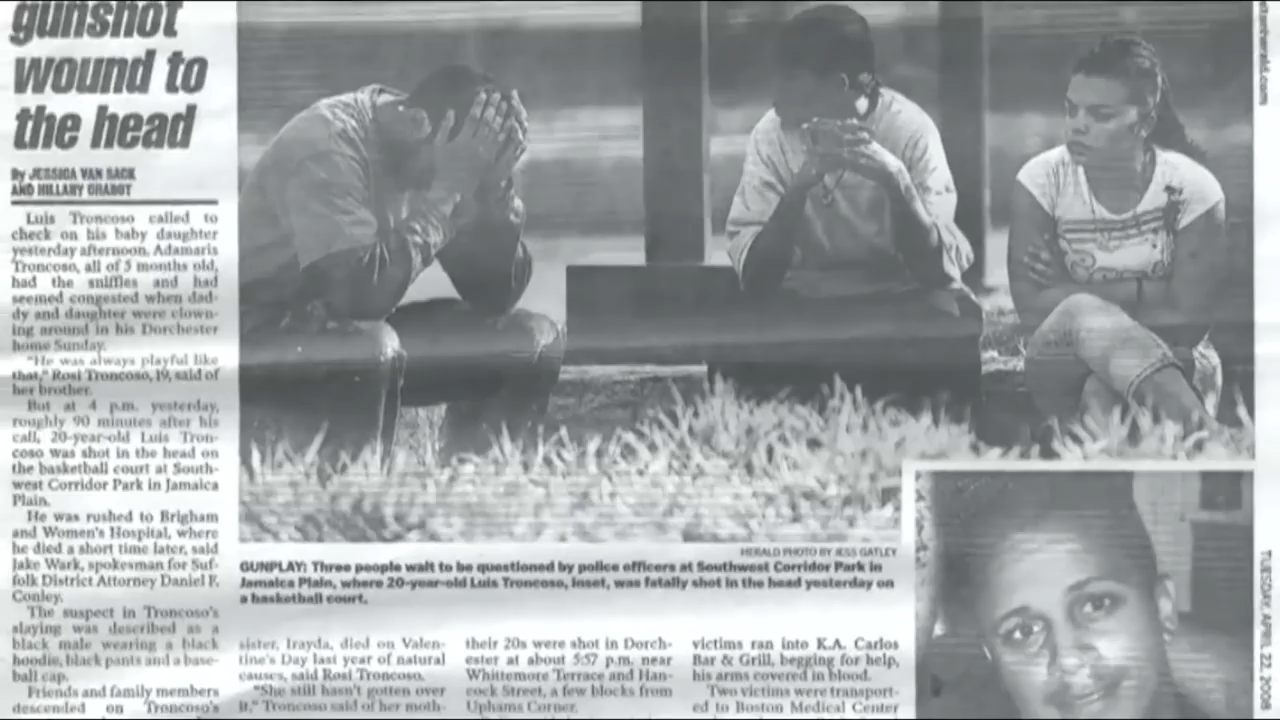 gunshot
wound to
the head
By JESSICA VAN SACK
AND HILLARY CHABOT
Luis Troncoso called to
check on his baby daughter
yesterday afternoon. Adamaris
Troncoso, all of 5 months old,
had the sniffles and had
seemed congested when dad-
dy and daughter were clown-
ing around in his Dorchester
home Sunday.
"He was always playful like
that," Rosi Troncoso, 19, said of
her brother.
But at 4 p.m. yesterday,
roughly 90 minutes after his
call, 20-year-old Luis Tron-
coso was shot in the head on
the basketball court at South-
west Corridor Park in Jamaica
Plain.
He was rushed to Brigham
and Women's Hospital, where
he died a short time later, said
Jake Wark, spokesman for Suf-
folk District Attorney Daniel F.
Conley.
The suspect in Troncoso's
slaying was described as a
black male wearing a black
hoodie, black pants and a base-
ball cap.
Friends and family members
descended on Troncoso's
HERALD PHOTO BY JESS GATLEY
GUNPLAY: Three people wait to be questioned by police officers at Southwest Corridor Park in
Jamaica Plain, where 20-year-old Luis Troncoso, inset, was fatally shot in the head yesterday on
a basketball court.
sister, Irayda, died on Valen-
tine's Day last year of natural
causes, said Rosi Troncoso.
"She still hasn't gotten over
it," Troncoso said of her moth-
their 20s were shot in Dorch-
ester at about 5:57 p.m. near
Whittemore Terrace and Han-
cock Street, a few blocks from
Uphams Corner.
victims ran into K.A. Carlos
Bar & Grill, begging for help,
his arms covered in blood.
Two victims were transport-
ed to Boston Medical Center
TUESDAY, APRIL 22, 2008